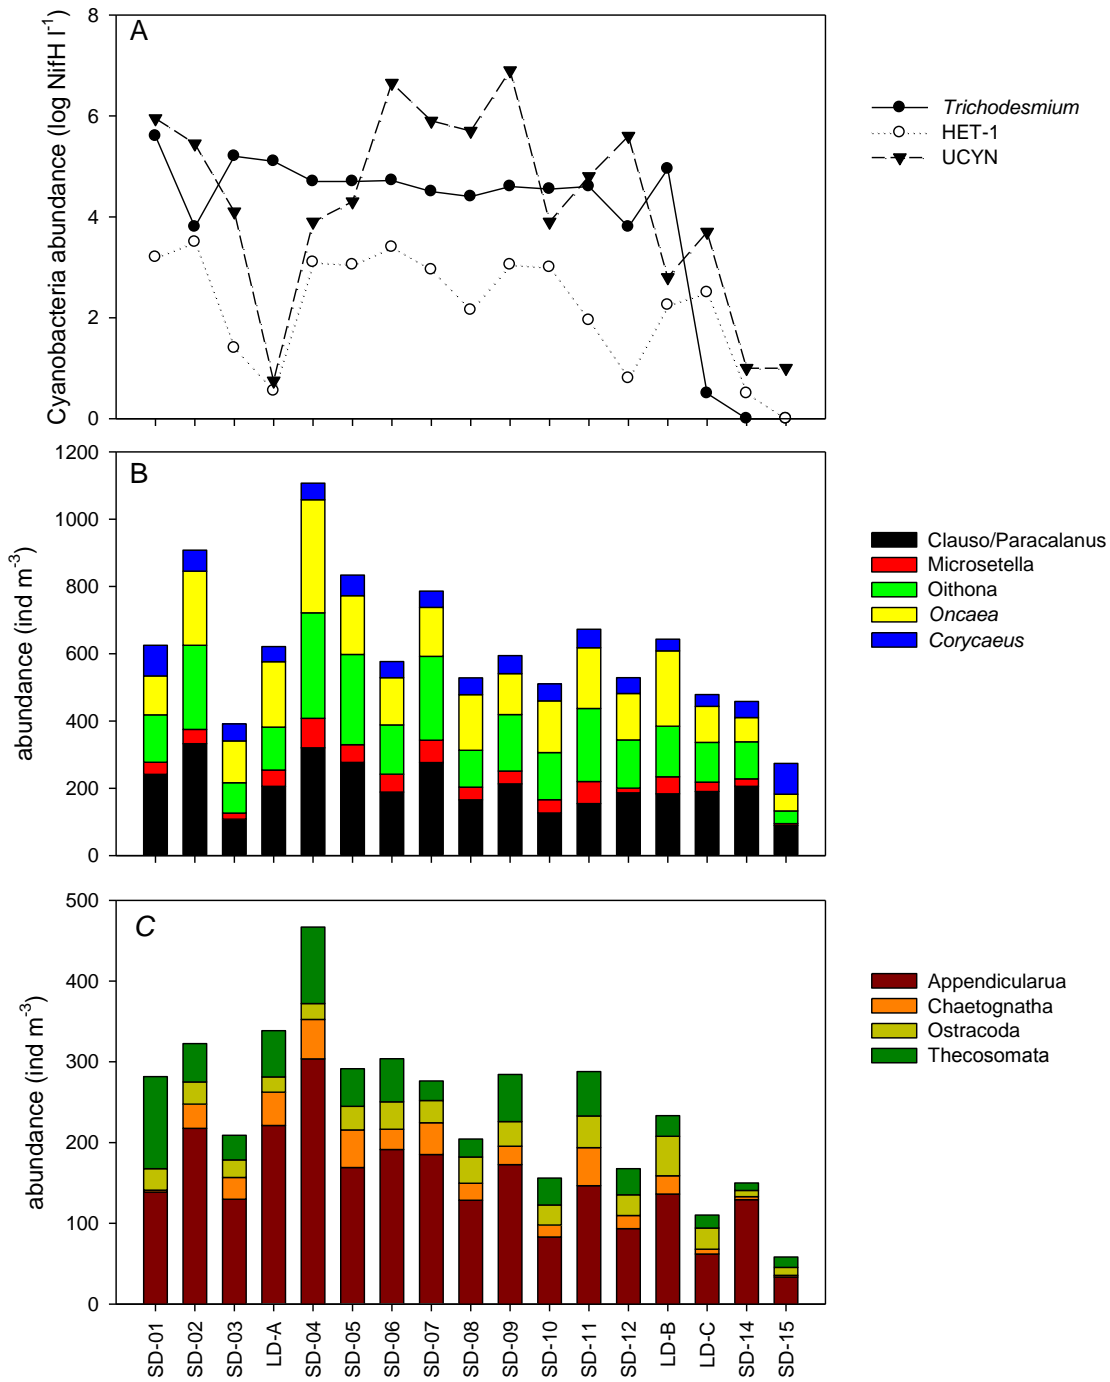 A
8
6
4
2
0
Cyanobacteria abundance (log NifH l-1)
Trichodesmium
HET-1
UCYN
B
1200
1000
800
600
400
200
0
abundance (ind m-3)
Clauso/Paracalanus
Microsetella
Oithona
Oncaea
Corycaeus
C
500
400
300
200
100
0
abundance (ind m-3)
Appendicularua
Chaetognatha
Ostracoda
Thecosomata
SD-01
SD-02
SD-03
LD-A
SD-04
SD-05
SD-06
SD-07
SD-08
SD-09
SD-10
SD-11
SD-12
LD-B
LD-C
SD-14
SD-15